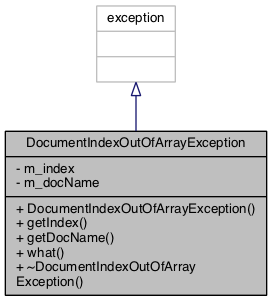 exception
DocumentIndexOutOfArrayException
- m_index
- m_docName
+ DocumentIndexOutOfArrayException()
+ getIndex()
+ getDocName()
+ what()
+ ~DocumentIndexOutOfArray
Exception()